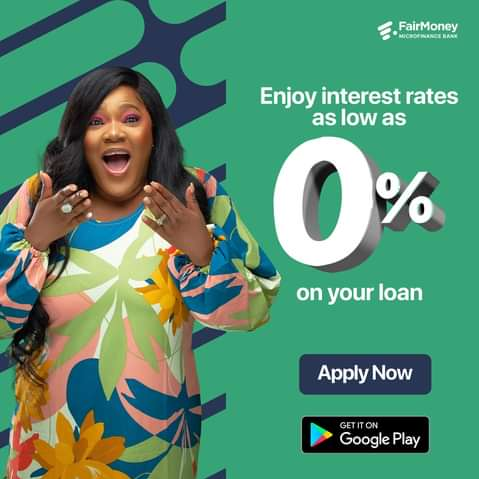 FairMoney
MICROFINANCE BANK
Enjoy interest rates
as low as
0%
on your loan
Apply Now
GET IT ON
Google Play